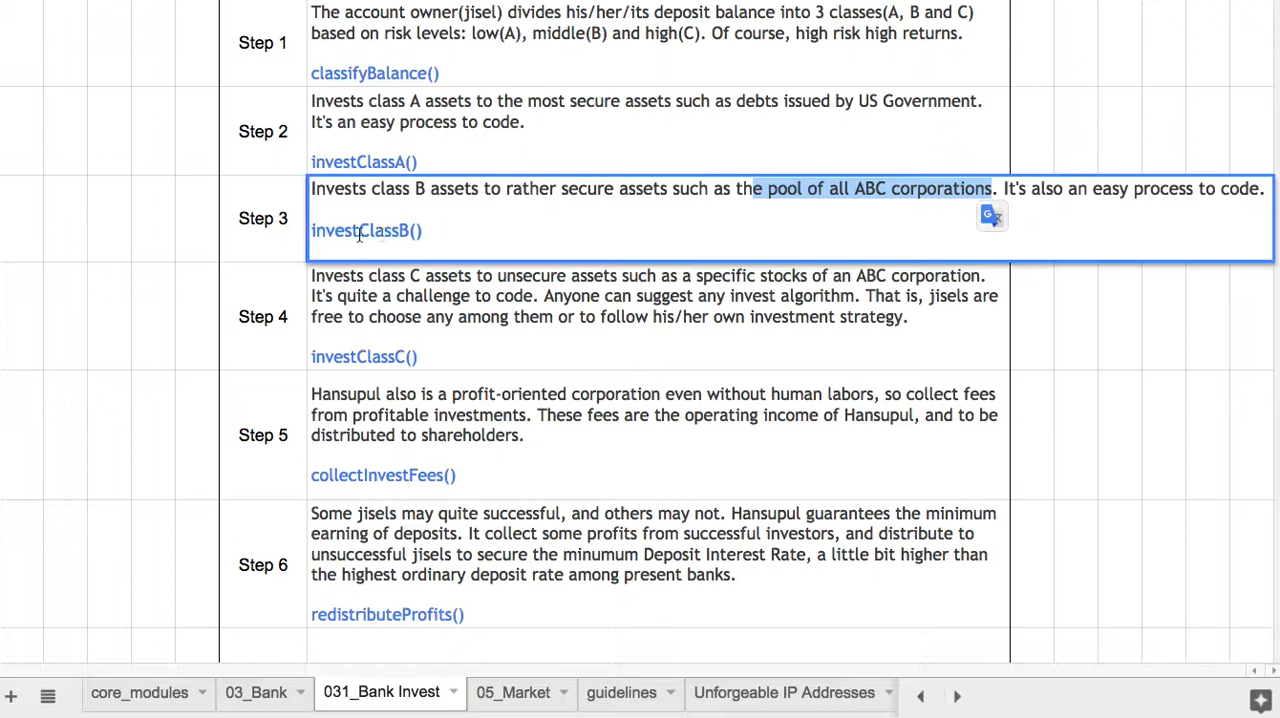 The account owner(jisel) divides his/her/its deposit balance into 3 classes(A, B and C)
based on risk levels: low(A), middle(B) and high(C). Of course, high risk high returns.
Step 1
classifyBalance()
Invests class A assets to the most secure assets such as debts issued by US Government.
It's an easy process to code.
Step 2
investClassA()
Invests class B assets to rather secure assets such as the pool of all ABC corporations. It's also an easy process to code.
Step 3
investClassB()
Invests class C assets to unsecure assets such as a specific stocks of an ABC corporation.
It's quite a challenge to code. Anyone can suggest any invest algorithm. That is, jisels are
free to choose any among them or to follow his/her own investment strategy.
Step 4
investClassC()
Hansupul also is a profit-oriented corporation even without human labors, so collect fees
from profitable investments. These fees are the operating income of Hansupul, and to be
distributed to shareholders.
Step 5
collectInvestFees()
Some jisels may quite successful, and others may not. Hansupul guarantees the minimum
earning of deposits. It collect some profits from successful investors, and distribute to
unsuccessful jisels to secure the minumum Deposit Interest Rate, a little bit higher than
the highest ordinary deposit rate among present banks.
Step 6
redistributeProfits()
core_modules 03_Bank 031_Bank Invest 05_Market guidelines Unforgeable IP Addresses